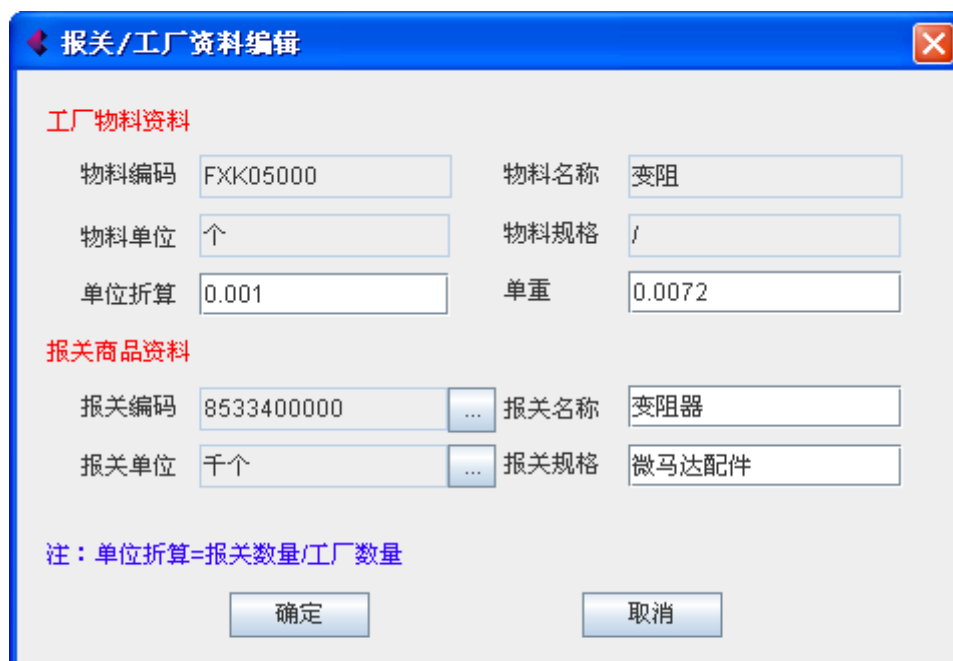 报关/工厂资料编辑
工厂物料资料
物料编码 FXK05000 物料名称 变阻
物料单位 个 物料规格 /
单位折算 0.001 单重 0.0072
报关商品资料
报关编码 8533400000 ... 报关名称 变阻器
报关单位 千个 ... 报关规格 微马达配件
注：单位折算=报关数量/工厂数量
确定 取消